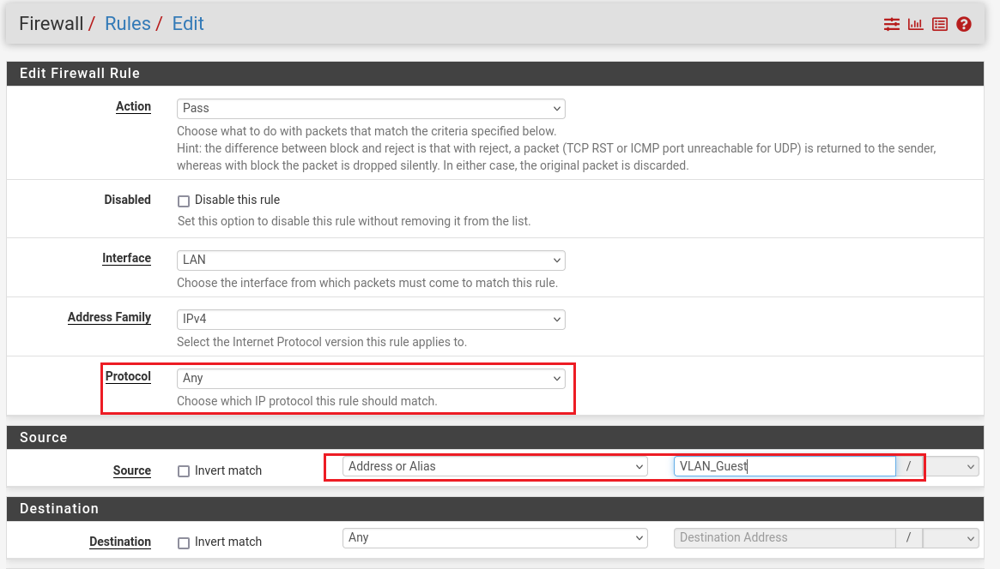 Firewall / Rules / Edit
Edit Firewall Rule
Action
Pass
Choose what to do with packets that match the criteria specified below.
Hint: the difference between block and reject is that with reject, a packet (TCP RST or ICMP port unreachable for UDP) is returned to the sender,
whereas with block the packet is dropped silently. In either case, the original packet is discarded.
Disabled
Disable this rule
Set this option to disable this rule without removing it from the list.
Interface
LAN
Choose the interface from which packets must come to match this rule.
Address Family
IPv4
Select the Internet Protocol version this rule applies to.
Protocol
Any
Choose which IP protocol this rule should match.
Source
Source
Invert match
Address or Alias
VLAN_Guest
/
Destination
Destination
Invert match
Any
Destination Address
/